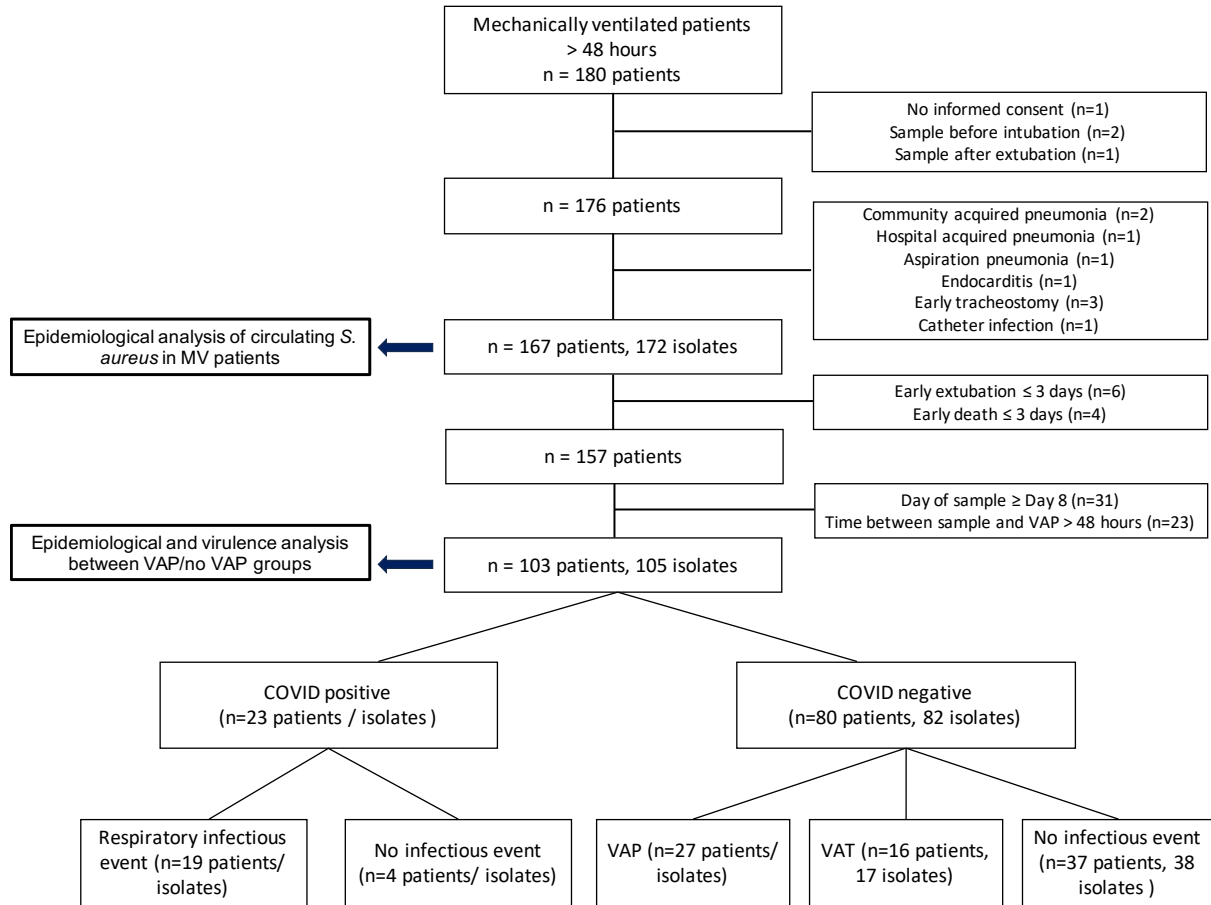 Mechanically ventilated patients
> 48 hours
n = 180 patients
No informed consent (n=1)
Sample before intubation (n=2)
Sample after extubation (n=1)
n = 176 patients
Community acquired pneumonia (n=2)
Hospital acquired pneumonia (n=1)
Aspiration pneumonia (n=1)
Endocarditis (n=1)
Early tracheostomy (n=3)
Catheter infection (n=1)
Epidemiological analysis of circulating S.
aureus in MV patients
n = 167 patients, 172 isolates
Early extubation ≤ 3 days (n=6)
Early death ≤ 3 days (n=4)
n = 157 patients
Day of sample ≥ Day 8 (n=31)
Time between sample and VAP > 48 hours (n=23)
Epidemiological and virulence analysis
between VAP/no VAP groups
n = 103 patients, 105 isolates
COVID positive
(n=23 patients / isolates )
COVID negative
(n=80 patients, 82 isolates)
Respiratory infectious
event (n=19 patients/
isolates)
No infectious event
(n=4 patients/ isolates)
VAP (n=27 patients/
isolates)
VAT (n=16 patients,
17 isolates)
No infectious event
(n=37 patients, 38
isolates )